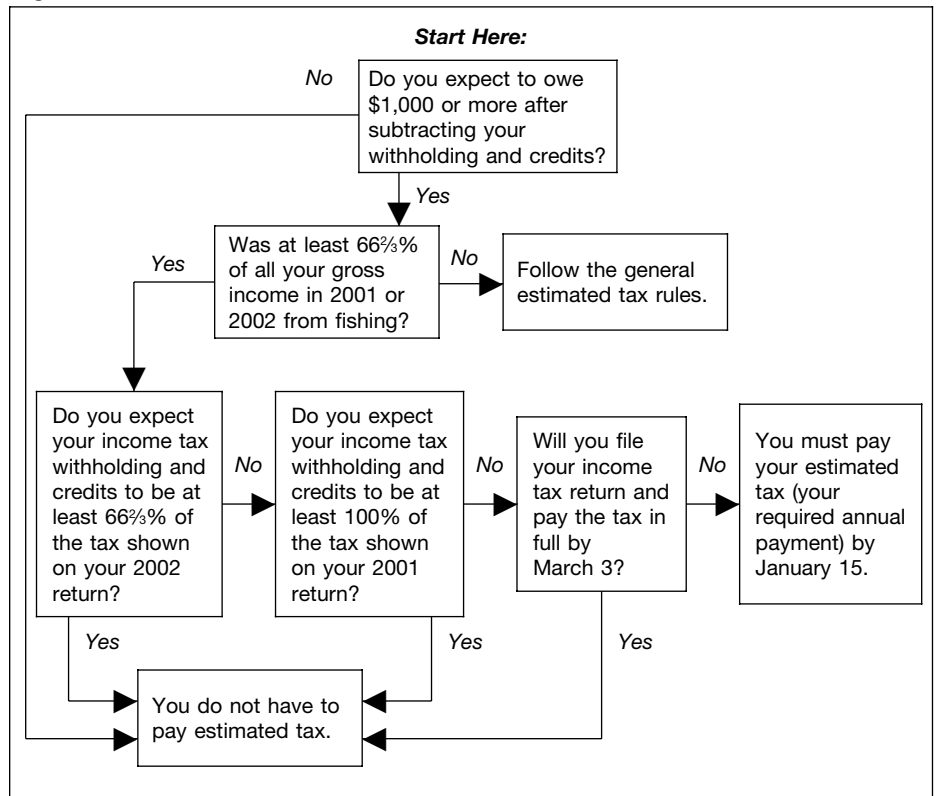 Start Here:
No
Do you expect to owe
$1,000 or more after
subtracting your
withholding and credits?
Yes
Was at least 66⅔%
of all your gross
income in 2001 or
2002 from fishing?
Yes
No
Follow the general
estimated tax rules.
Do you expect
your income tax
withholding and
credits to be at
least 66⅔% of
the tax shown
on your 2002
return?
No
Do you expect
your income tax
withholding and
credits to be at
least 100% of
the tax shown
on your 2001
return?
No
Will you file
your income
tax return and
pay the tax in
full by
March 3?
No
You must pay
your estimated
tax (your
required annual
payment) by
January 15.
Yes
Yes
Yes
You do not have to
pay estimated tax.